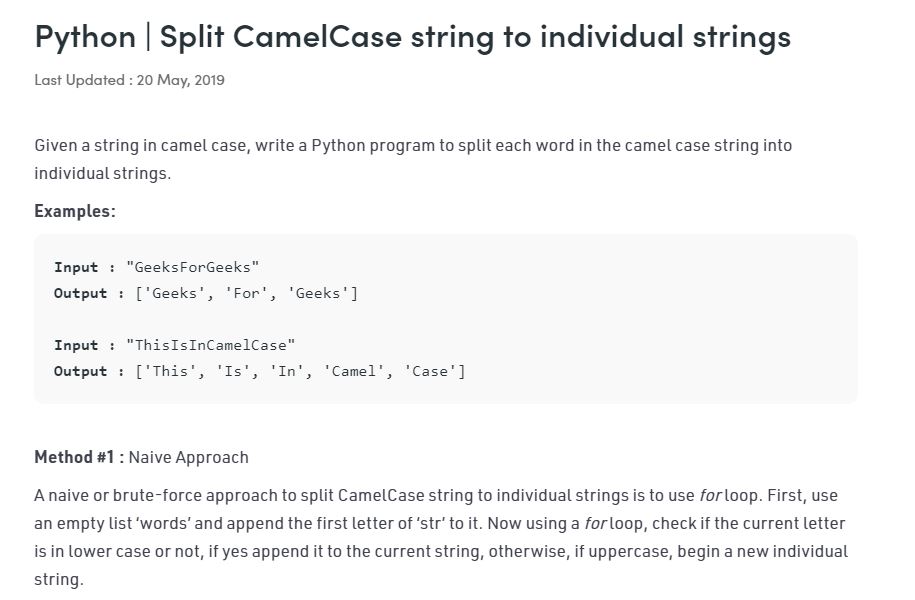 Python | Split CamelCase string to individual strings
Last Updated : 20 May, 2019
Given a string in camel case, write a Python program to split each word in the camel case string into
individual strings.
Examples:
Input : "GeeksForGeeks"
Output : ['Geeks', 'For', 'Geeks']
Input : "ThisIsInCamelCase"
Output : ['This', 'Is', 'In', 'Camel', 'Case']
Method #1 : Naive Approach
A naive or brute-force approach to split CamelCase string to individual strings is to use for loop. First, use
an empty list ‘words’ and append the first letter of ‘str’ to it. Now using a for loop, check if the current letter
is in lower case or not, if yes append it to the current string, otherwise, if uppercase, begin a new individual
string.